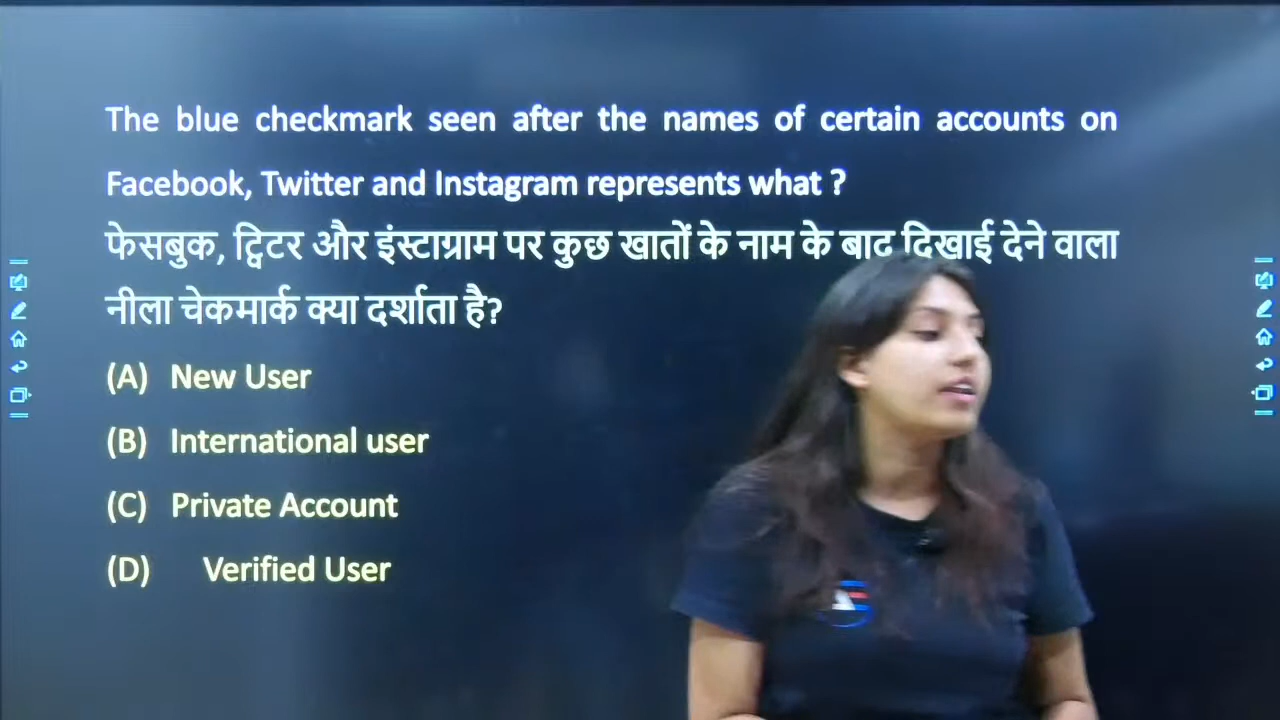 The blue checkmark seen after the names of certain accounts on
Facebook, Twitter and Instagram represents what ?
फेसबुक, ट्विटर और इंस्टाग्राम पर कुछ खातों के नाम के बाद दिखाई देने वाला
नीला चेकमार्क क्या दर्शाता है?
(A) New User
(B) International user
(C) Private Account
(D) Verified User